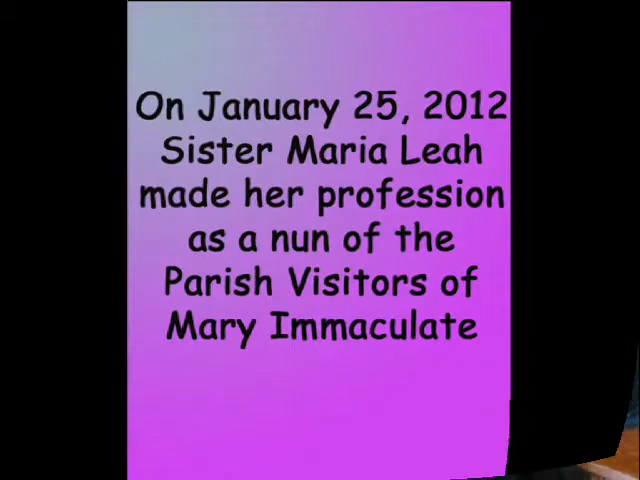 On January 25, 2012
Sister Maria Leah
made her profession
as a nun of the
Parish Visitors of
Mary Immaculate